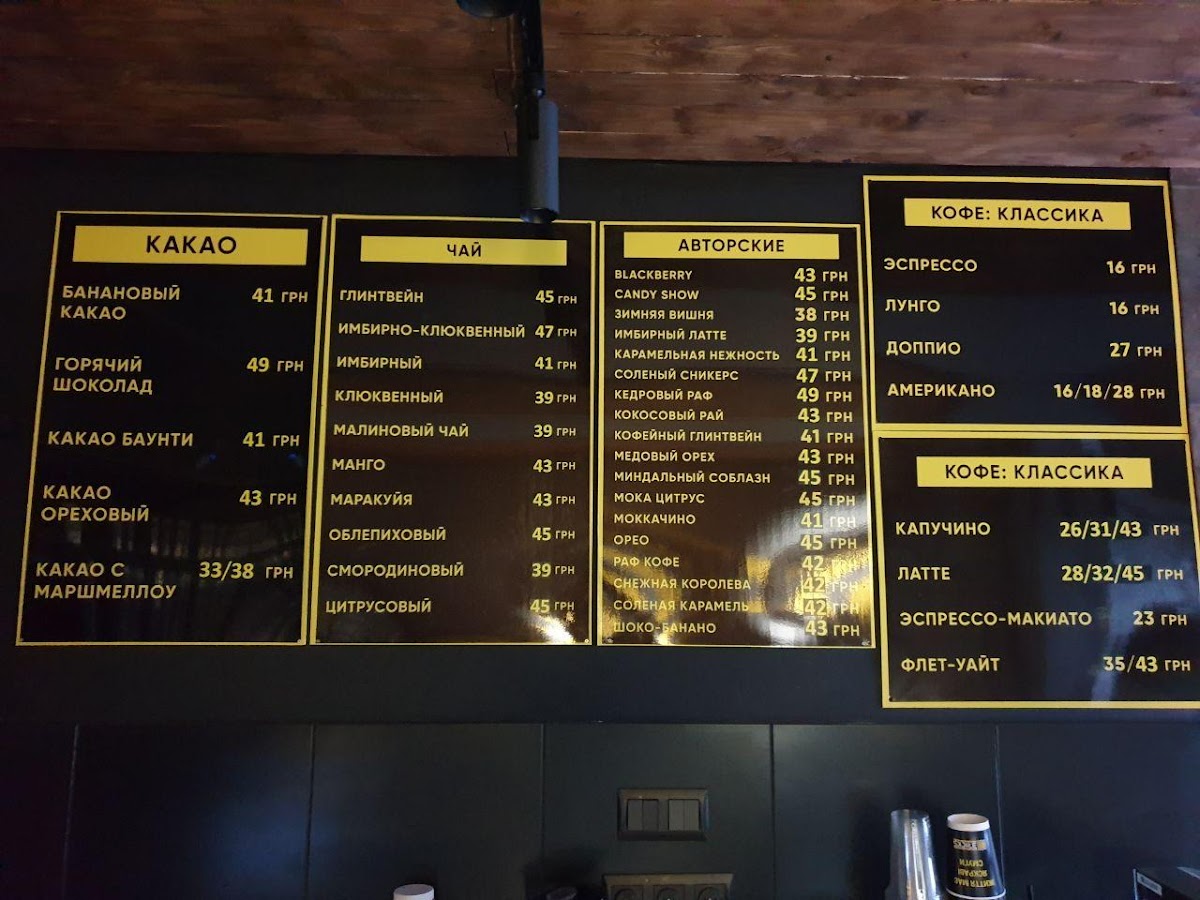 КАКАО
БАНАНОВЫЙ 41 ГРН
КАКАО
ГОРЯЧИЙ 49 ГРН
ШОКОЛАД
КАКАО БАУНТИ 41 ГРН
КАКАО 43 ГРН
ОРЕХОВЫЙ
КАКАО С 33/38 ГРН
МАРШМЕЛЛОУ
ЧАЙ
ГЛИНТВЕЙН 45 ГРН
ИМБИРНО-КЛЮКВЕННЫЙ 47 ГРН
ИМБИРНЫЙ 41 ГРН
КЛЮКВЕННЫЙ 39 ГРН
МАЛИНОВЫЙ ЧАЙ 39 ГРН
МАНГО 43 ГРН
МАРАКУЙЯ 43 ГРН
ОБЛЕПИХОВЫЙ 45 ГРН
СМОРОДИНОВЫЙ 39 ГРН
ЦИТРУСОВЫЙ 45 ГРН
АВТОРСКИЕ
BLACKBERRY 43 ГРН
CANDY SHOW 45 ГРН
ЗИМНЯЯ ВИШНЯ 38 ГРН
ИМБИРНЫЙ ЛАТТЕ 39 ГРН
КАРАМЕЛЬНАЯ НЕЖНОСТЬ 41 ГРН
СОЛЕНЫЙ СНИКЕРС 47 ГРН
КЕДРОВЫЙ РАФ 49 ГРН
КОКОСОВЫЙ РАЙ 43 ГРН
КОФЕЙНЫЙ ГЛИНТВЕЙН 41 ГРН
МЕДОВЫЙ ОРЕХ 43 ГРН
МИНДАЛЬНЫЙ СОБЛАЗН 45 ГРН
МОКА ЦИТРУС 45 ГРН
МОККАЧИНО 41 ГРН
ОРЕО 45 ГРН
РАФ КОФЕ 42 ГРН
СНЕЖНАЯ КОРОЛЕВА 42 ГРН
СОЛЕНАЯ КАРАМЕЛЬ 42 ГРН
ШОКО-БАНАНО 43 ГРН
КОФЕ: КЛАССИКА
ЭСПРЕССО 16 ГРН
ЛУНГО 16 ГРН
ДОППИО 27 ГРН
АМЕРИКАНО 16/18/28 ГРН
КОФЕ: КЛАССИКА
КАПУЧИНО 26/31/43 ГРН
ЛАТТЕ 28/32/45 ГРН
ЭСПРЕССО-МАКИАТО 23 ГРН
ФЛЕТ-УАЙТ 35/43 ГРН
ЖИТТЯ МАЄ
ЯСКРАВІ
СМУГИ